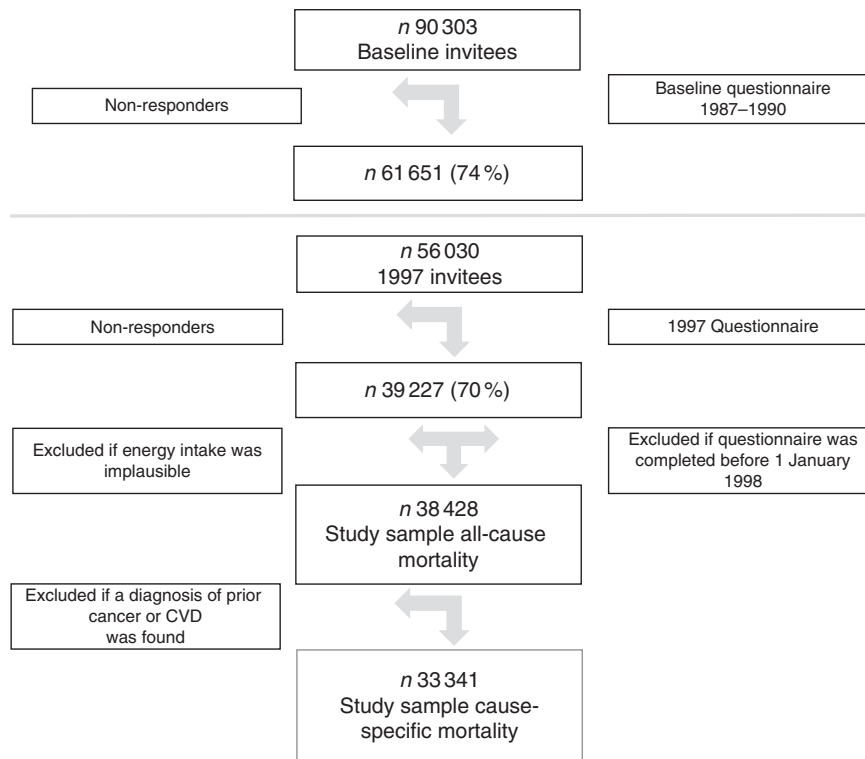 n 90 303
Baseline invitees
Non-responders
Baseline questionnaire
1987–1990
n 61 651 (74 %)
n 56 030
1997 invitees
Non-responders
1997 Questionnaire
n 39 227 (70 %)
Excluded if energy intake was
implausible
Excluded if questionnaire was
completed before 1 January
1998
n 38 428
Study sample all-cause
mortality
Excluded if a diagnosis of prior
cancer or CVD
was found
n 33 341
Study sample cause-
specific mortality